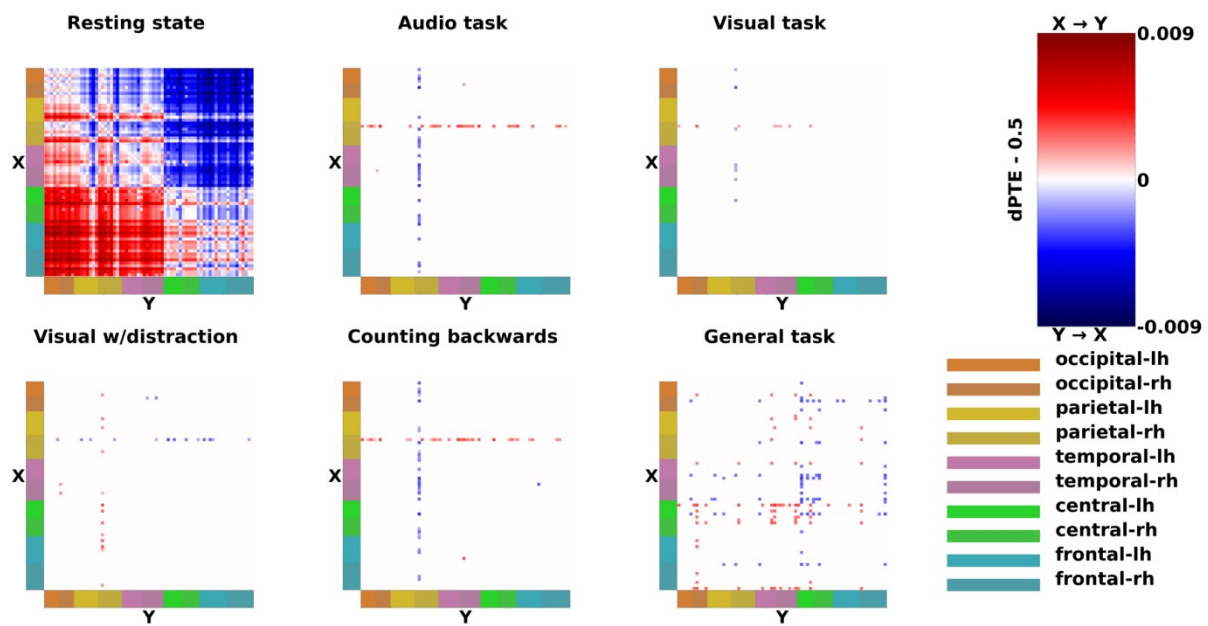 Resting state
Audio task
Visual task
X → Y
0.009
X
X
X
dPTE - 0.5
0
Y
Y
Y
-0.009
Y → X
Visual w/distraction
Counting backwards
General task
occipital-lh
occipital-rh
parietal-lh
parietal-rh
temporal-lh
X
X
X
temporal-rh
central-lh
central-rh
frontal-lh
frontal-rh
Y
Y
Y